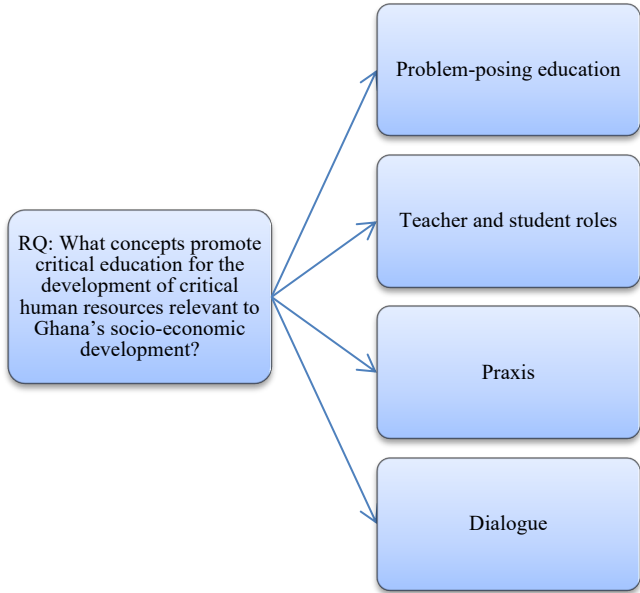 RQ: What concepts promote
critical education for the
development of critical
human resources relevant to
Ghana’s socio-economic
development?
Problem-posing education
Teacher and student roles
Praxis
Dialogue